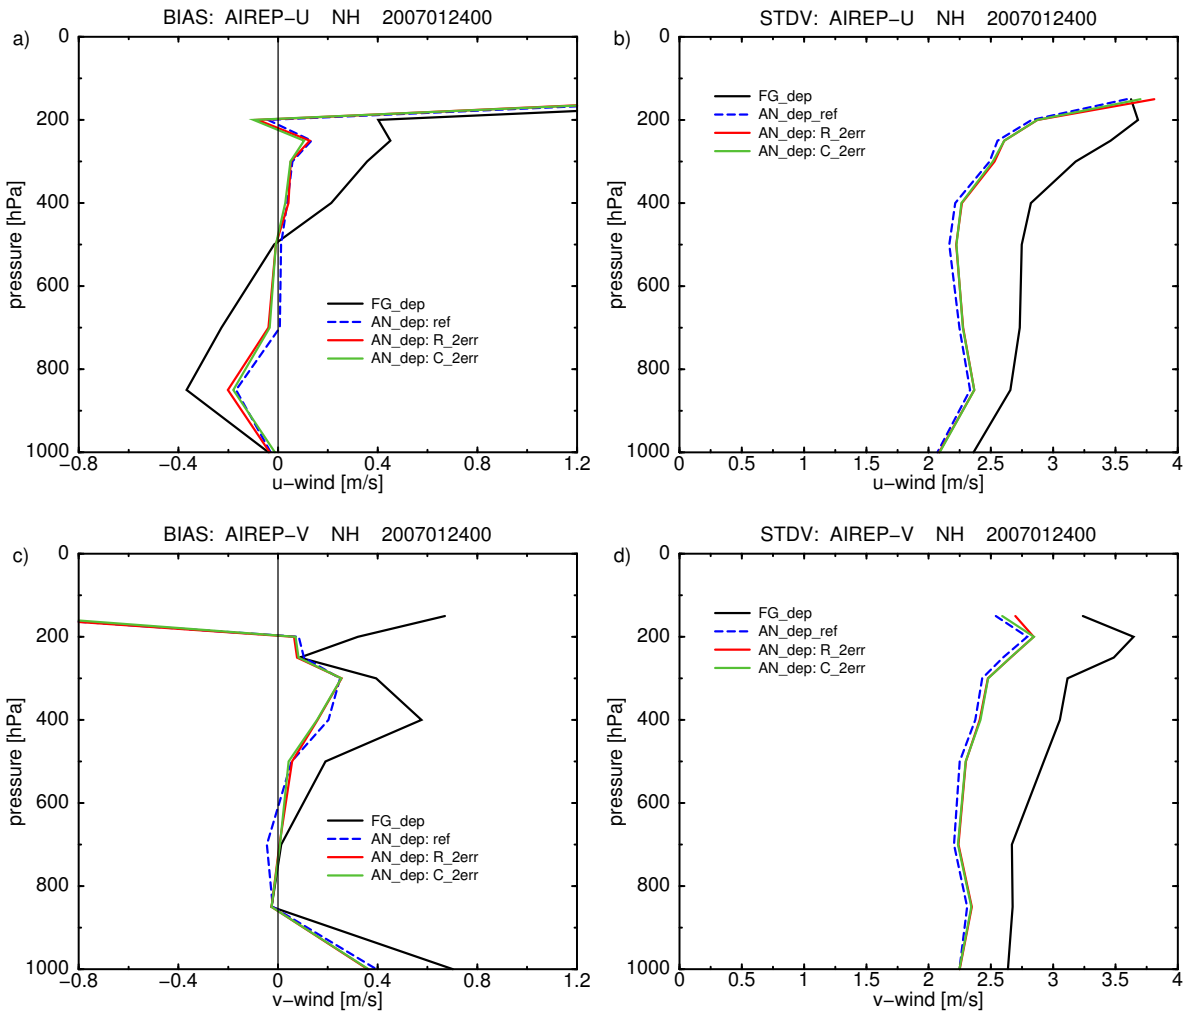 BIAS: AIREP−U NH 2007012400
a)
0
200
400
600
800
1000
pressure [hPa]
FG_dep
AN_dep: ref
AN_dep: R_2err
AN_dep: C_2err
−0.8 −0.4 0 0.4 0.8 1.2
u−wind [m/s]
STDV: AIREP−U NH 2007012400
b)
0
200
400
600
800
1000
pressure [hPa]
FG_dep
AN_dep_ref
AN_dep: R_2err
AN_dep: C_2err
0 0.5 1 1.5 2 2.5 3 3.5 4
u−wind [m/s]
BIAS: AIREP−V NH 2007012400
c)
0
200
400
600
800
1000
pressure [hPa]
FG_dep
AN_dep: ref
AN_dep: R_2err
AN_dep: C_2err
−0.8 −0.4 0 0.4 0.8 1.2
v−wind [m/s]
STDV: AIREP−V NH 2007012400
d)
0
200
400
600
800
1000
pressure [hPa]
FG_dep
AN_dep_ref
AN_dep: R_2err
AN_dep: C_2err
0 0.5 1 1.5 2 2.5 3 3.5 4
v−wind [m/s]